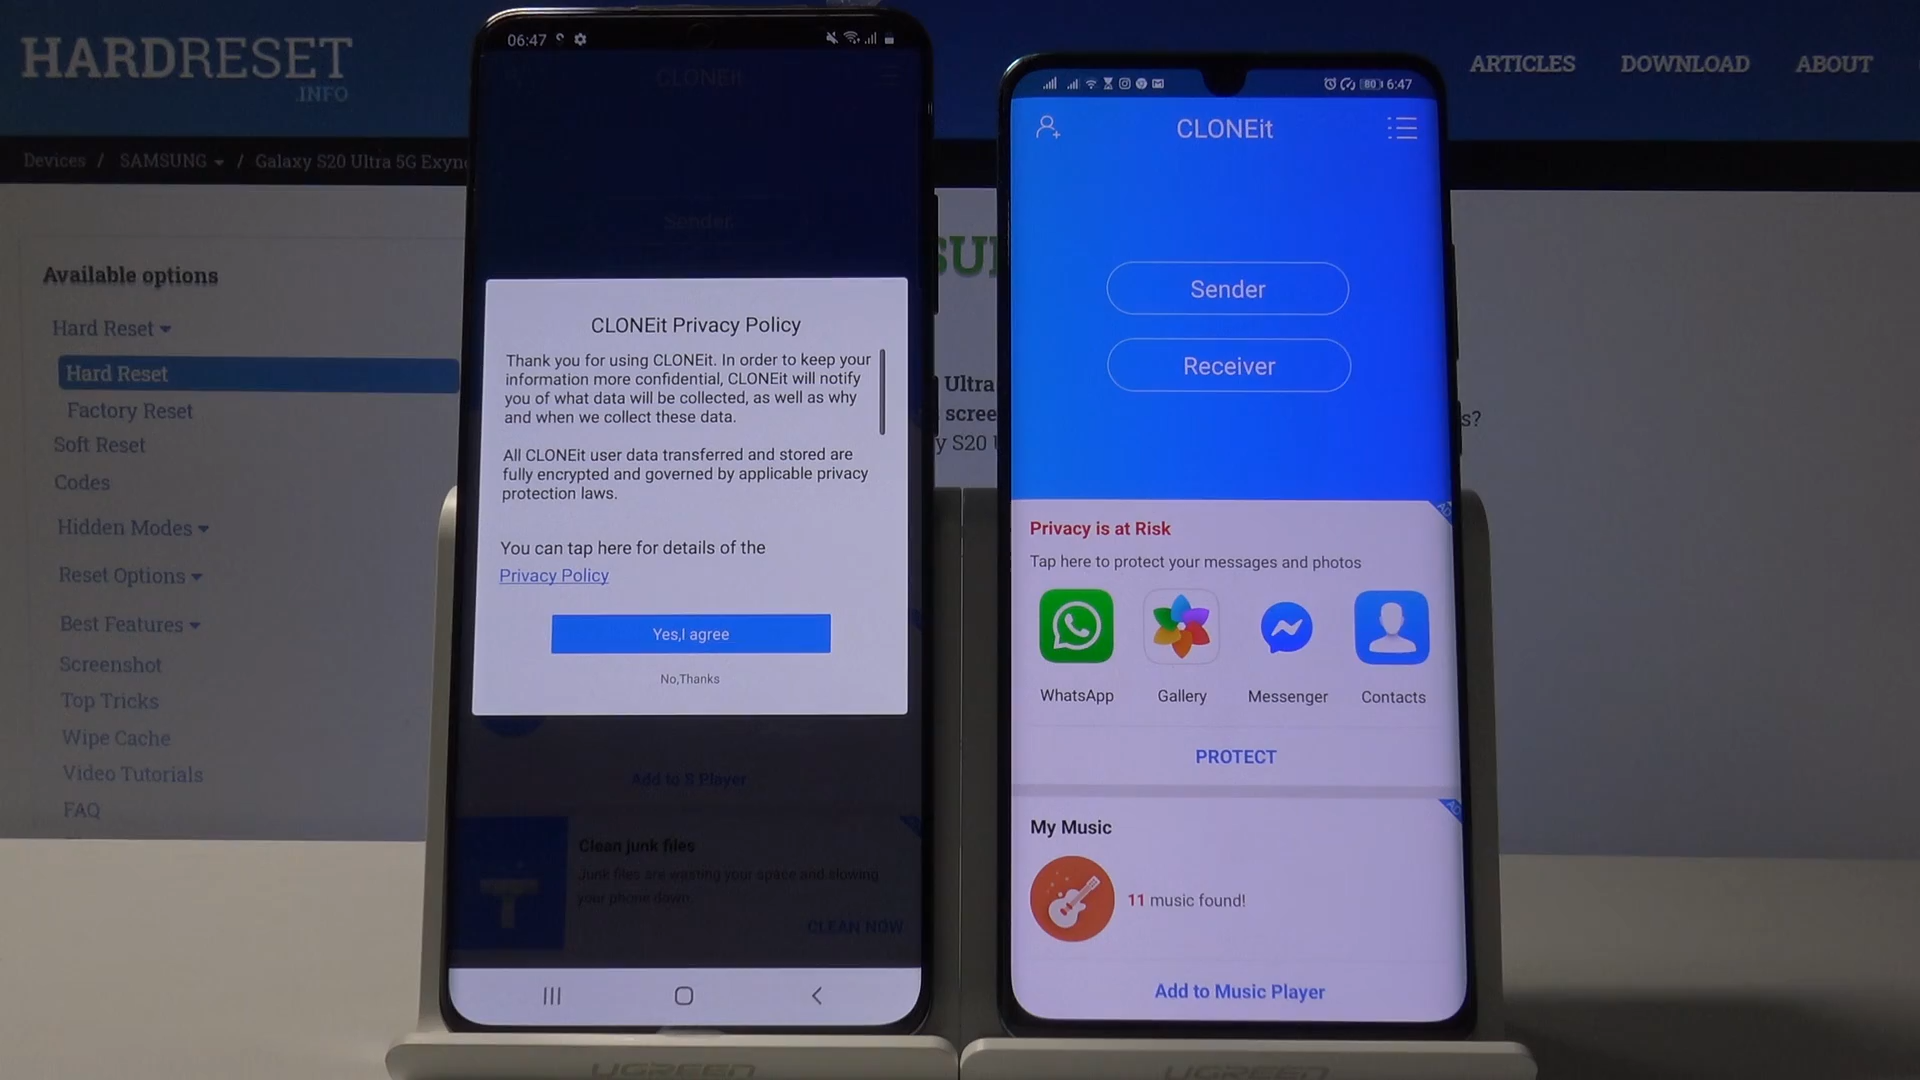 HARDRESET
.INFO
ARTICLES
DOWNLOAD
ABOUT
Devices / SAMSUNG / Galaxy S20 Ultra 5G Exyn
Available options
Hard Reset
Hard Reset
Factory Reset
Soft Reset
Codes
Hidden Modes
Reset Options
Best Features
Screenshot
Top Tricks
Wipe Cache
Video Tutorials
FAQ
06:47
CLONEit
Sender
CLONEit Privacy Policy
Thank you for using CLONEit. In order to keep your
information more confidential, CLONEit will notify
you of what data will be collected, as well as why
and when we collect these data.
All CLONEit user data transferred and stored are
fully encrypted and governed by applicable privacy
protection laws.
You can tap here for details of the
Privacy Policy
Yes,I agree
No,Thanks
Add to S Player
Clean junk files
Junk files are wasting your space and slowing
your phone down.
CLEAN NOW
UGREEN
SU
Ultra
scree
y S20 U
s?
80 6:47
CLONEit
Sender
Receiver
AD
Privacy is at Risk
Tap here to protect your messages and photos
WhatsApp
Gallery
Messenger
Contacts
PROTECT
AD
My Music
11 music found!
Add to Music Player
UGREEN